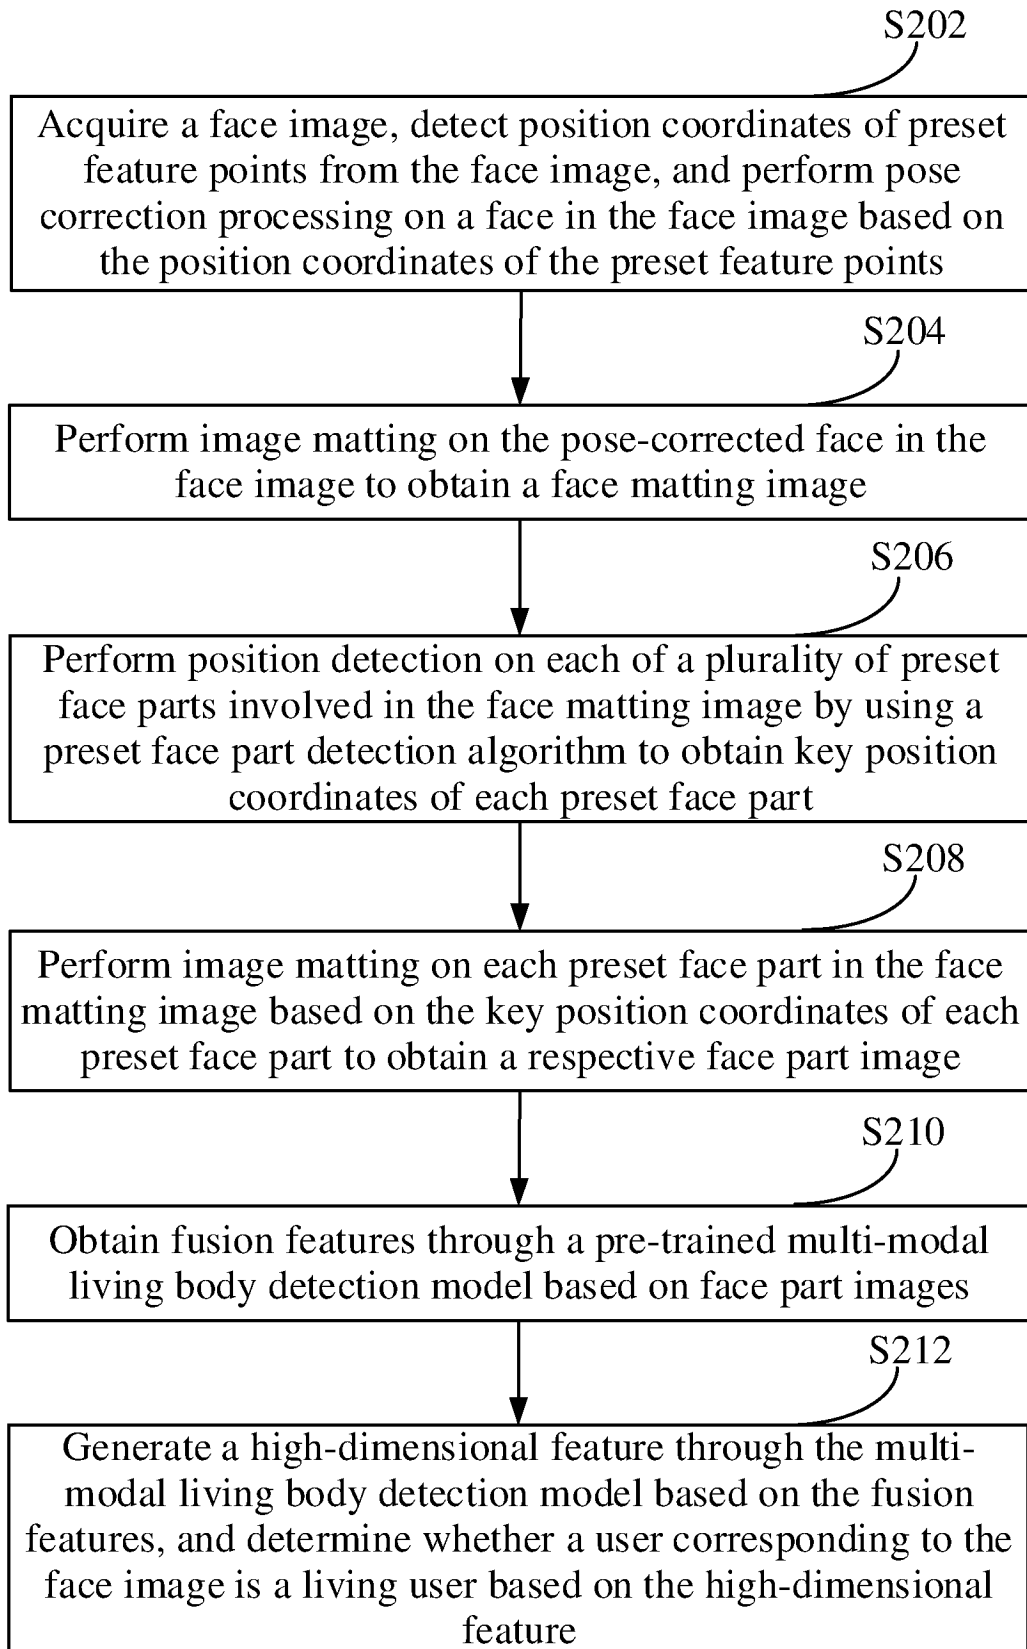 S202
Acquire a face image, detect position coordinates of preset
feature points from the face image, and perform pose
correction processing on a face in the face image based on
the position coordinates of the preset feature points
S204
Perform image matting on the pose-corrected face in the
face image to obtain a face matting image
S206
Perform position detection on each of a plurality of preset
face parts involved in the face matting image by using a
preset face part detection algorithm to obtain key position
coordinates of each preset face part
S208
Perform image matting on each preset face part in the face
matting image based on the key position coordinates of each
preset face part to obtain a respective face part image
S210
Obtain fusion features through a pre-trained multi-modal
living body detection model based on face part images
S212
Generate a high-dimensional feature through the multi-
modal living body detection model based on the fusion
features, and determine whether a user corresponding to the
face image is a living user based on the high-dimensional
feature